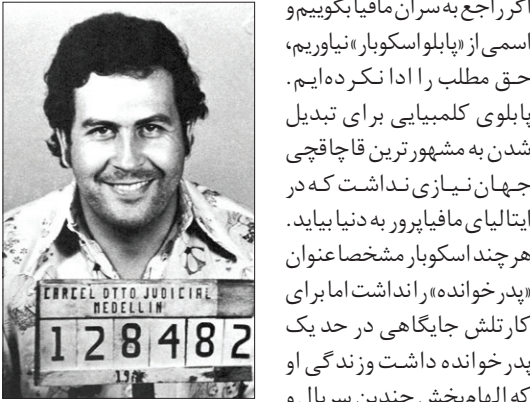 اگر راجع به سران مافیا بگوییم و
اسمی از «پابلو اسکوبار» نیاوریم،
حق مطلب را ادا نکرده‌ایم.
پابلوی کلمبیایی برای تبدیل
شدن به مشهورترین قاچاقچی
جهان نیازی نداشت که در
ایتالیای مافیاپرور به دنیا بیاید.
هرچند اسکوبار مشخصا عنوان
«پدرخوانده» را نداشت اما برای
کارتلش جایگاهی در حد یک
پدرخوانده داشت و زندگی او
که الهام‌بخش چندین سریال و
CARCEL DTTO JUDICIAL
MEDELLIN
128482